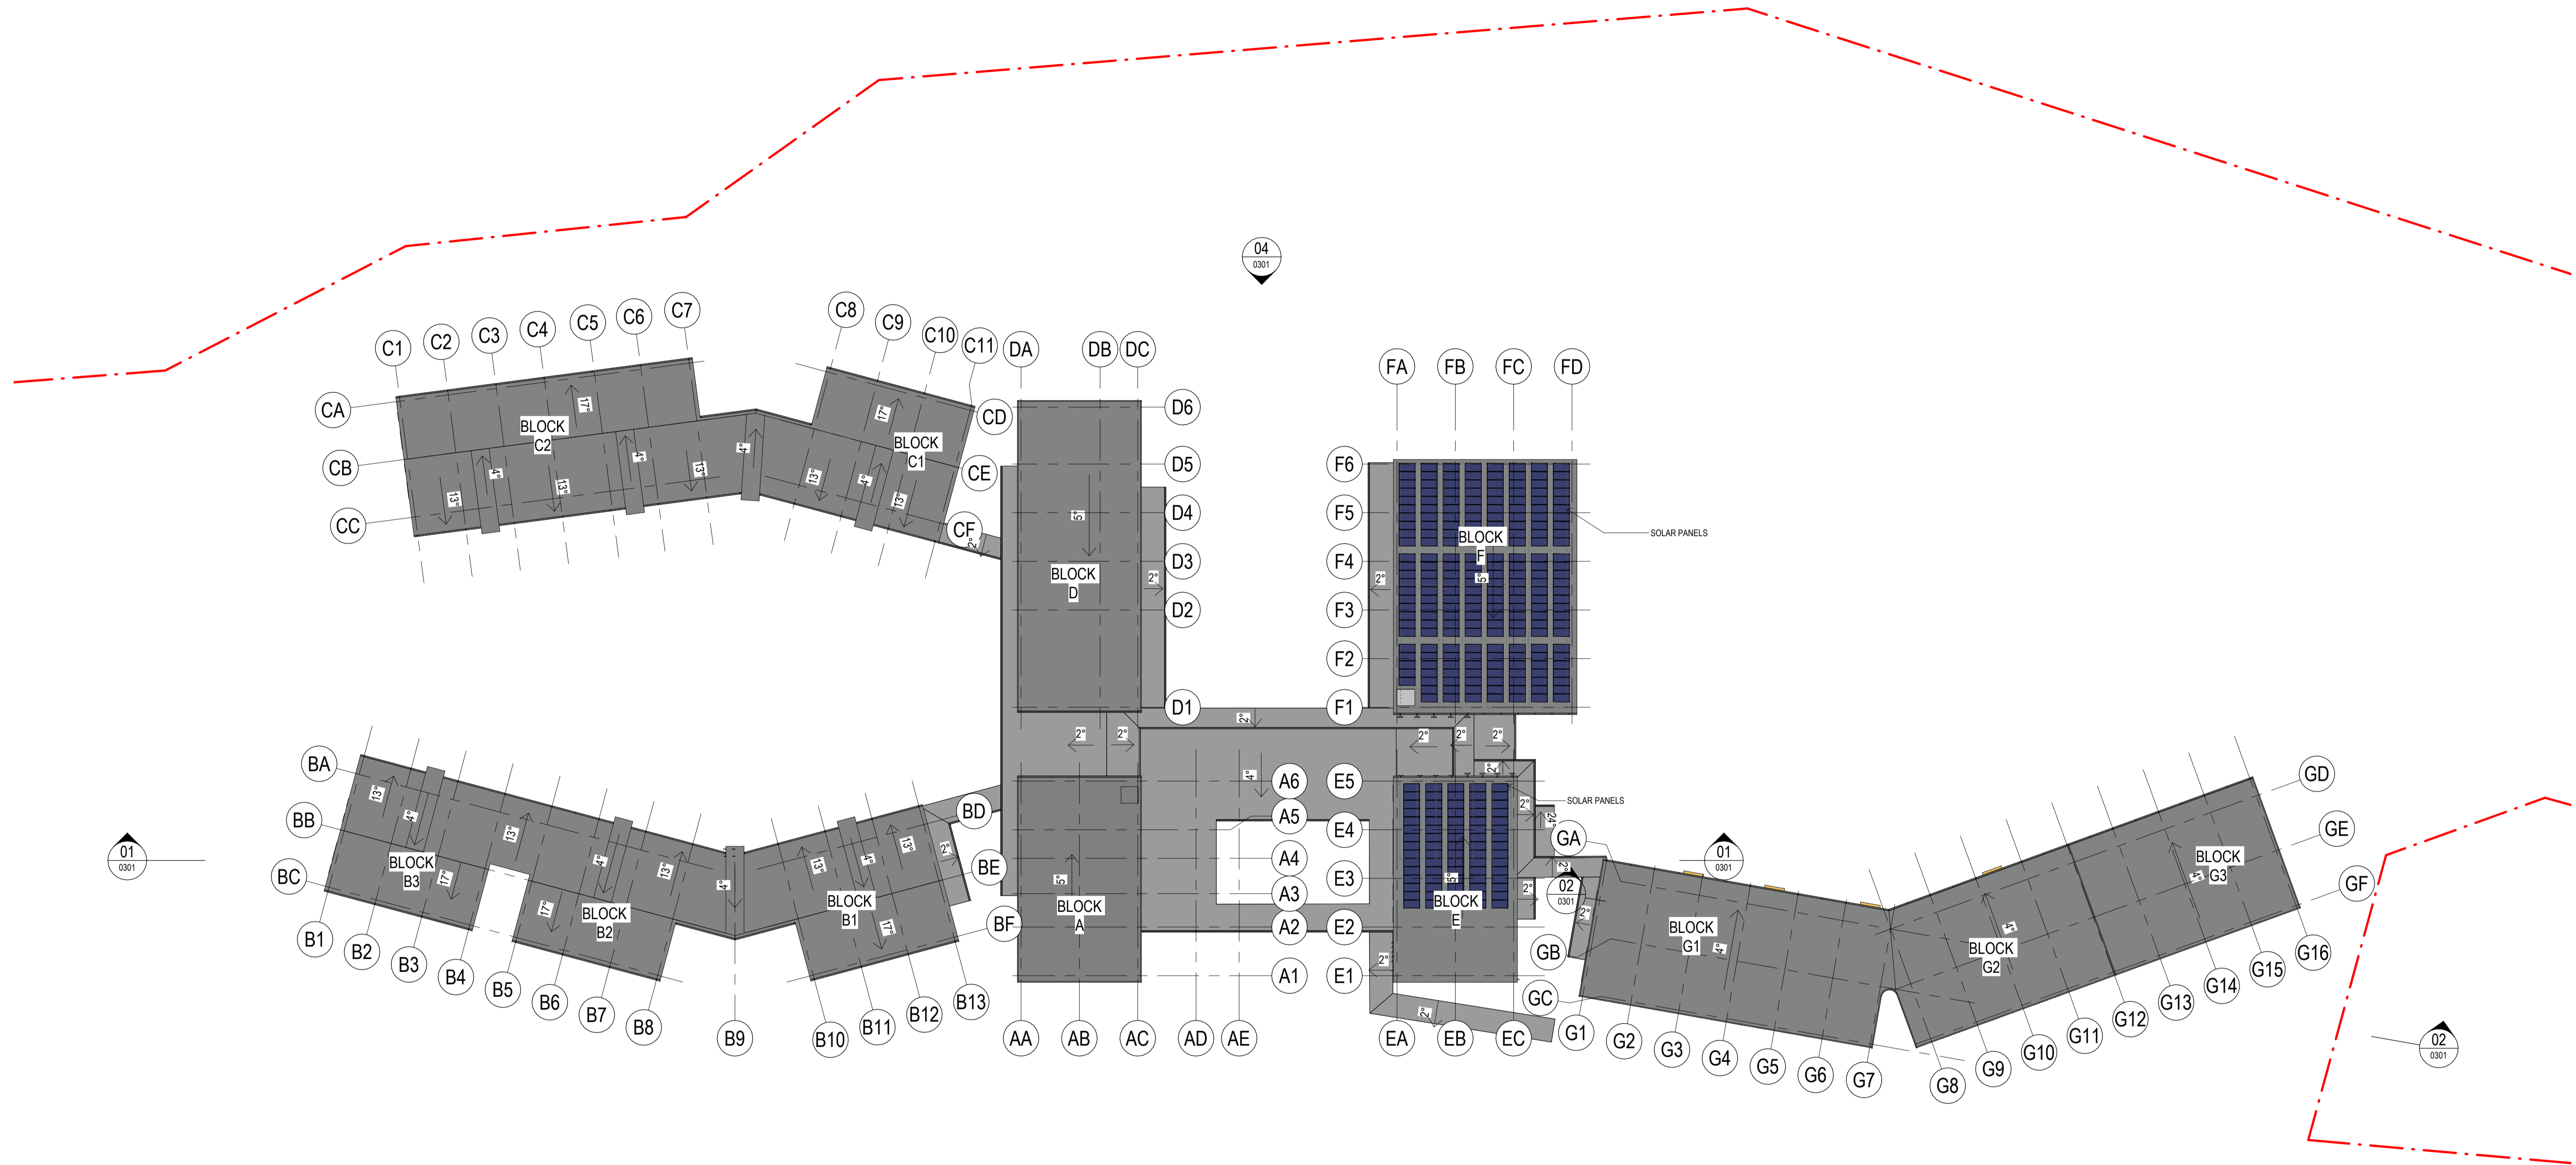 04
0301
C1
C2
C3
C4
C5
C6
C7
C8
C9
C10
C11
DA
DB
DC
FA
FB
FC
FD
CA
CB
CC
CD
CE
CF
BLOCK
C2
BLOCK
C1
17°
17°
4°
4°
4°
4°
13°
13°
13°
13°
13°
2°
D6
D5
D4
D3
D2
D1
BLOCK
D
5°
2°
F6
F5
F4
F3
F2
F1
BLOCK
F
5°
2°
SOLAR PANELS
2°
2°
2°
2°
2°
2°
2°
4°
BA
BB
BC
BD
BE
BF
BLOCK
B3
BLOCK
B2
BLOCK
B1
13°
4°
17°
13°
4°
17°
13°
4°
13°
4°
13°
17°
2°
B1
B2
B3
B4
B5
B6
B7
B8
B9
B10
B11
B12
B13
01
0301
A6
A5
A4
A3
A2
A1
BLOCK
A
5°
AA
AB
AC
AD
AE
E5
E4
E3
E2
E1
BLOCK
E
5°
SOLAR PANELS
2°
2°
24°
2°
2°
2°
2°
2°
EA
EB
EC
01
0301
02
0301
GA
GB
GC
GD
GE
GF
BLOCK
G1
4°
BLOCK
G2
4°
BLOCK
G3
4°
G1
G2
G3
G4
G5
G6
G7
G8
G9
G10
G11
G12
G13
G14
G15
G16
02
0301